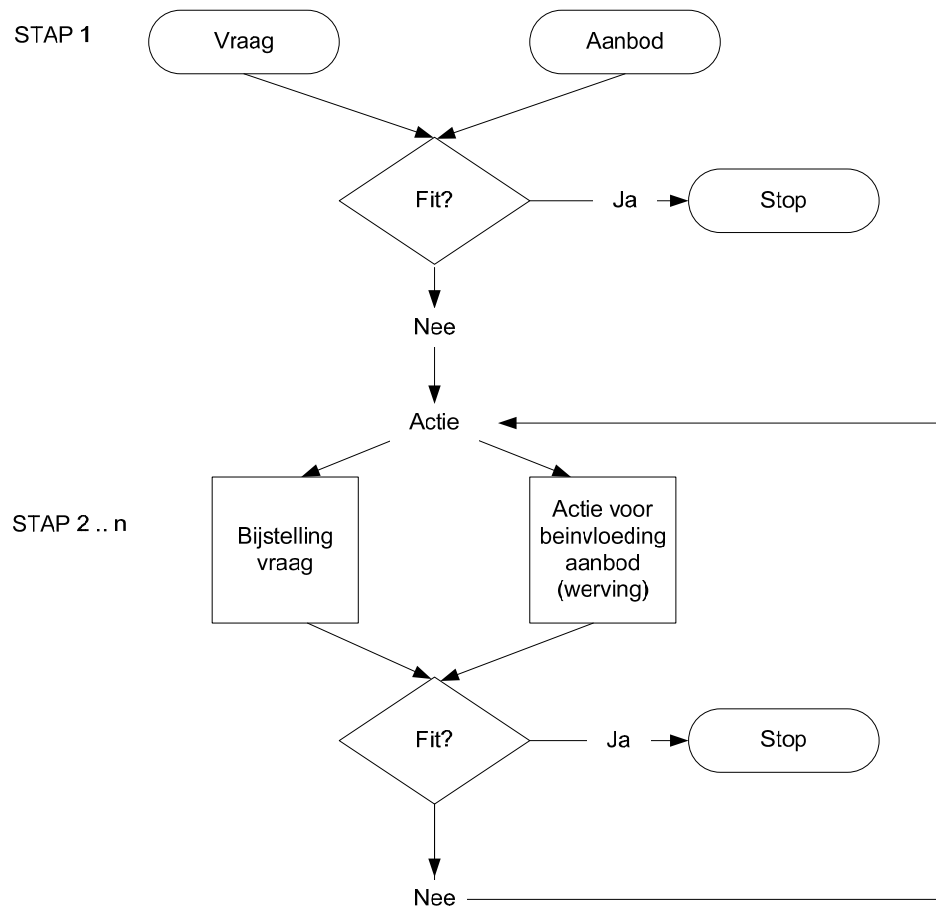 STAP 1
Vraag
Aanbod
Fit?
Ja
Stop
Nee
Actie
STAP 2 .. n
Bijstelling
vraag
Actie voor
beinvloeding
aanbod
(werving)
Fit?
Ja
Stop
Nee